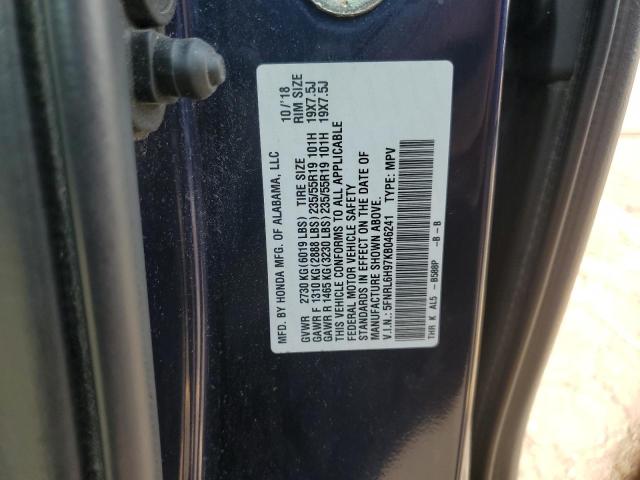 MFD. BY HONDA MFG. OF ALABAMA, LLC 10/'18
GVWR 2730 KG(6019 LBS) TIRE SIZE RIM SIZE
GAWR F 1310 KG(2888 LBS)235/55R19 101H 19X7.5J
GAWR R 1465 KG(3230 LBS)235/55R19 101H 19X7.5J
THIS VEHICLE CONFORMS TO ALL APPLICABLE
FEDERAL MOTOR VEHICLE SAFETY
STANDARDS IN EFFECT ON THE DATE OF
MANUFACTURE SHOWN ABOVE.
V.I.N.: 5FNRL6H97KB046241 TYPE: MPV
THR K AL5 - B588P -B - B